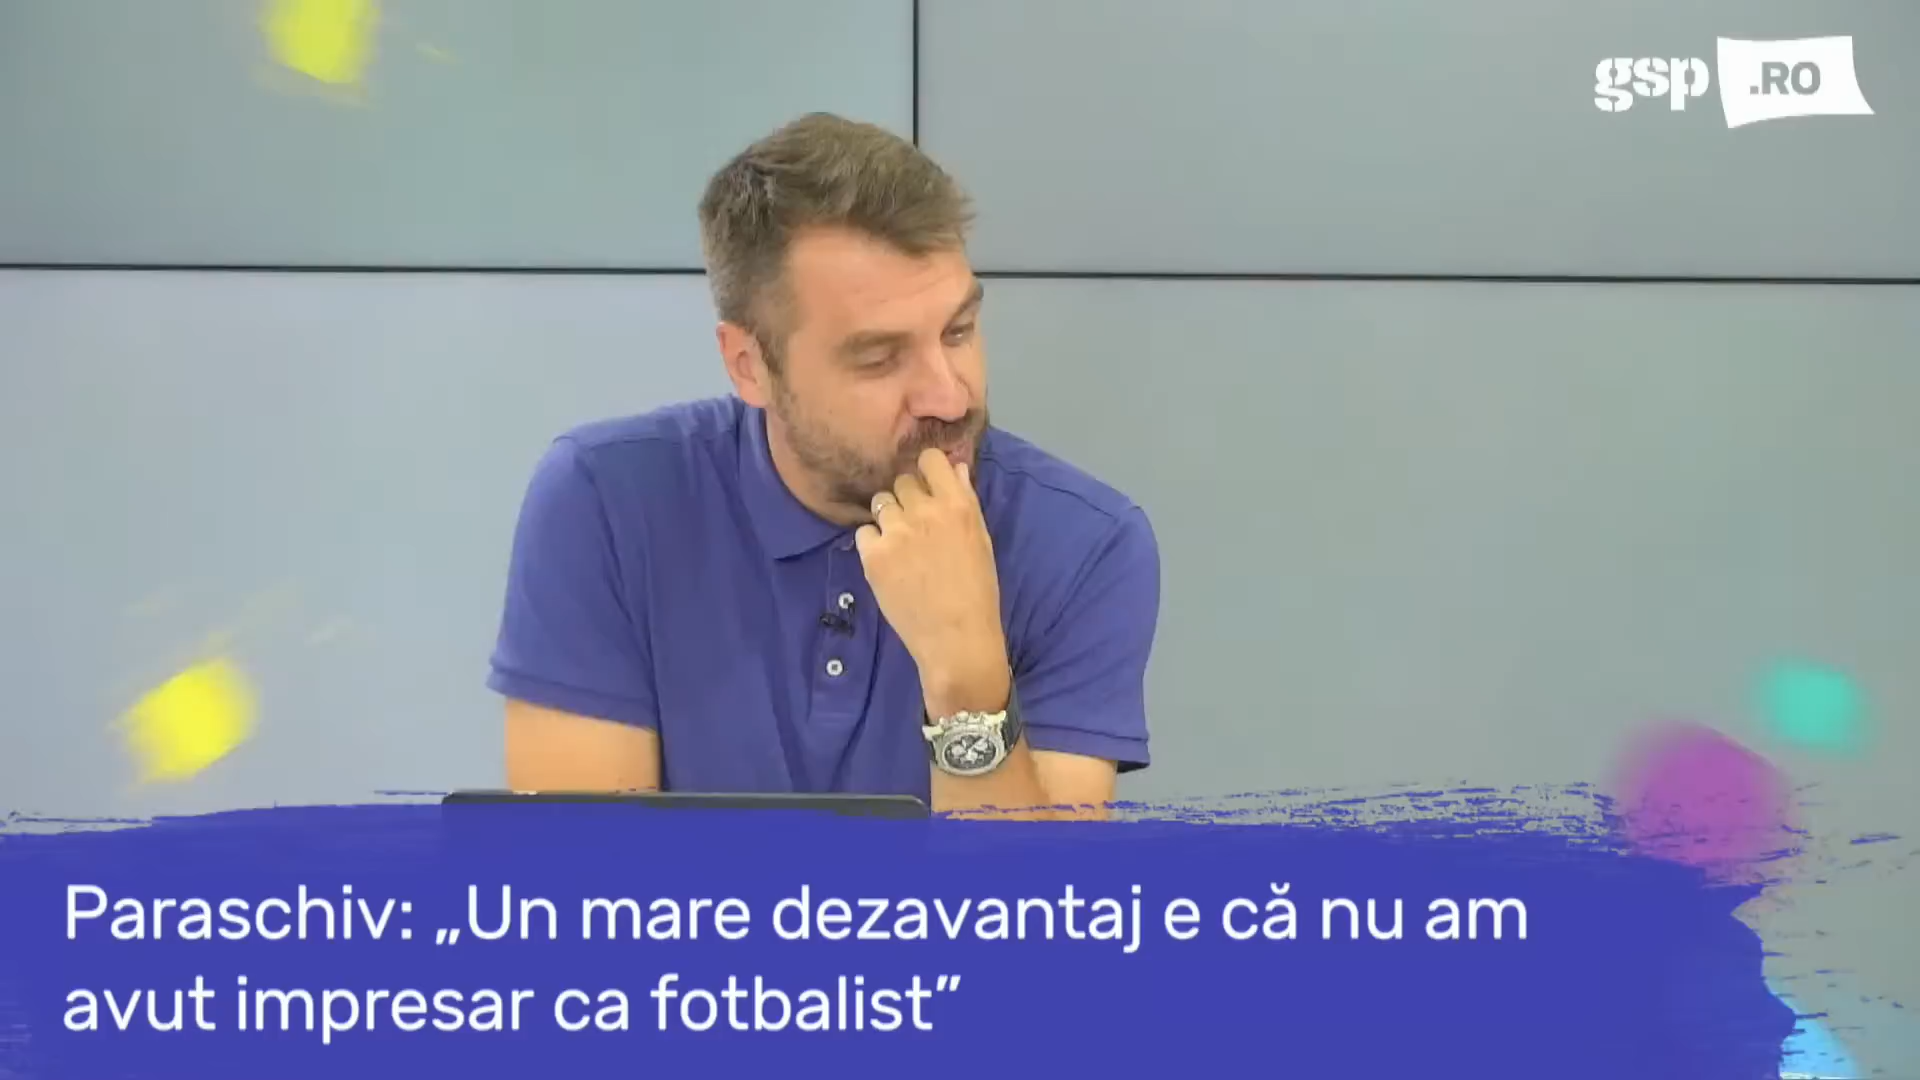 gsp .RO
Paraschiv: „Un mare dezavantaj e că nu am
avut impresar ca fotbalist”